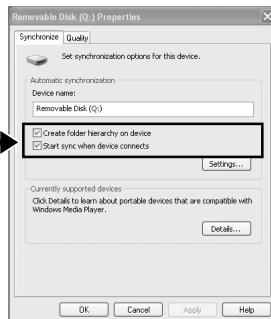 Removable Disk (Q:) Properties
Synchronize Quality
Set synchronization options for this device.
Automatic synchronization
Device name:
Removable Disk (Q:)
Create folder hierarchy on device
Start sync when device connects
Settings...
Currently supported devices
Click Details to learn about portable devices that are compatible with
Windows Media Player.
Details...
OK Cancel Apply Help